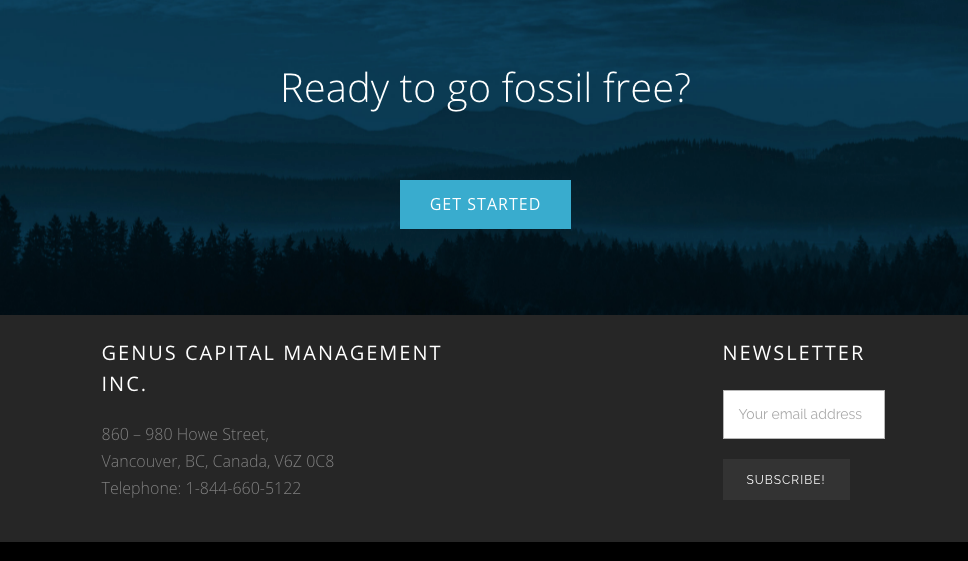 Ready to go fossil free?
GET STARTED
GENUS CAPITAL MANAGEMENT
INC.
860 – 980 Howe Street,
Vancouver, BC, Canada, V6Z 0C8
Telephone: 1-844-660-5122
NEWSLETTER
Your email address
SUBSCRIBE!